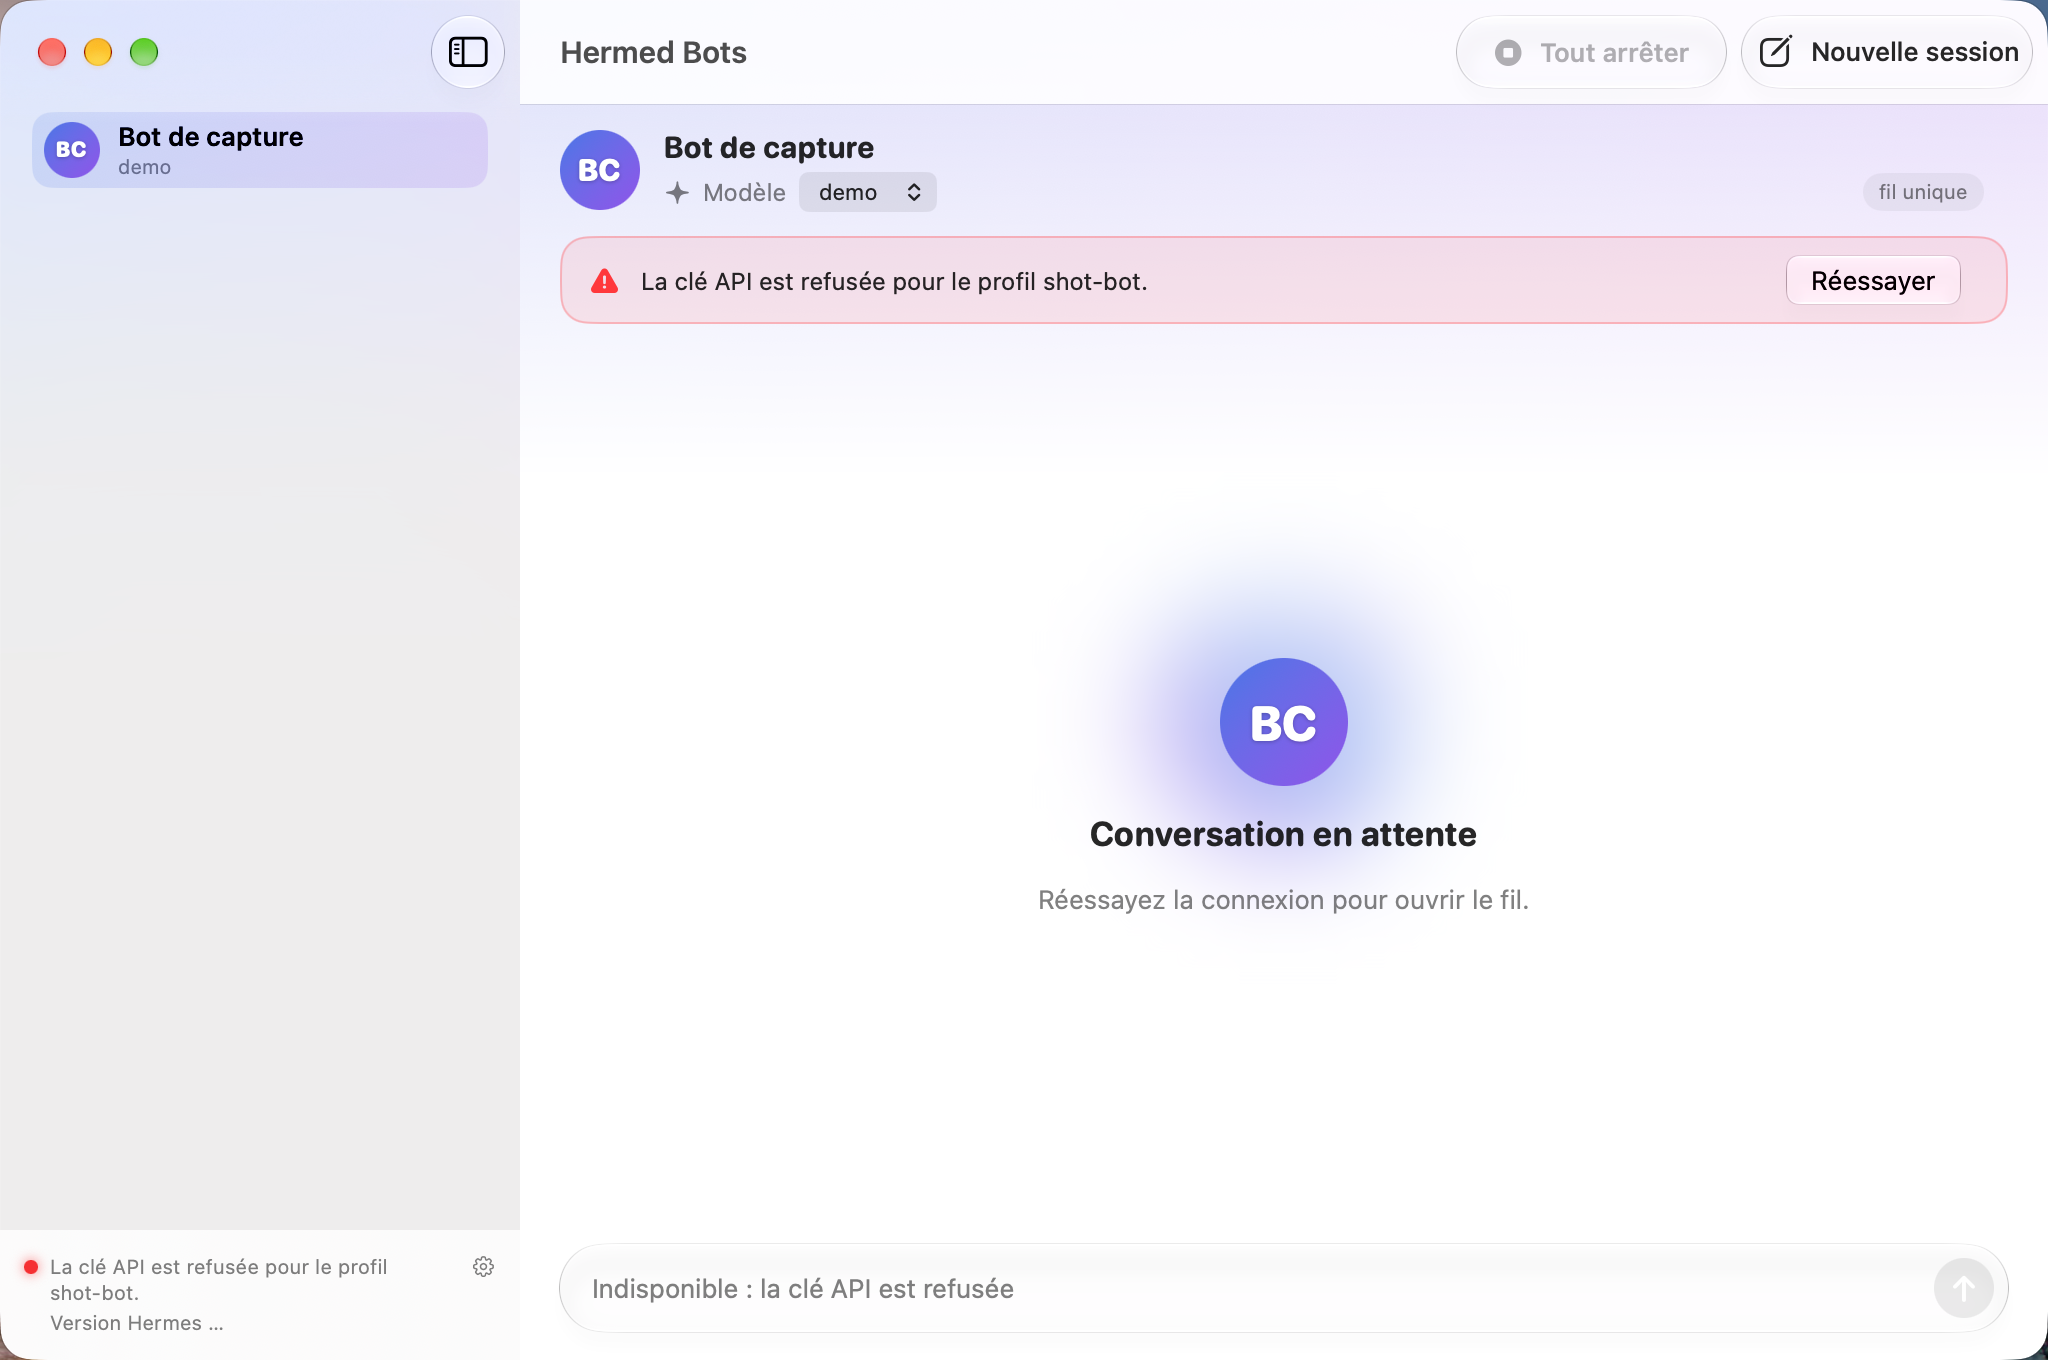 Hermed Bots
Tout arrêter
Nouvelle session
BC
Bot de capture
demo
BC
Bot de capture
Modèle
demo
fil unique
La clé API est refusée pour le profil shot-bot.
Réessayer
BC
Conversation en attente
Réessayez la connexion pour ouvrir le fil.
La clé API est refusée pour le profil
shot-bot.
Version Hermes ...
Indisponible : la clé API est refusée